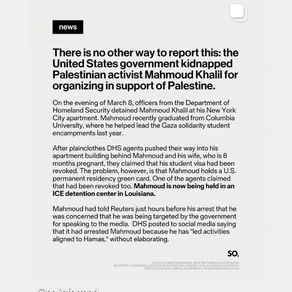 news
There is no other way to report this: the
United States government kidnapped
Palestinian activist Mahmoud Khalil for
organizing in support of Palestine.
On the evening of March 8, officers from the Department of
Homeland Security detained Mahmoud Khalil at his New York
City apartment. Mahmoud recently graduated from Columbia
University, where he helped lead the Gaza solidarity student
encampments last year.
After plainclothes DHS agents pushed their way into his
apartment building behind Mahmoud and his wife, who is 8
months pregnant, they claimed that his student visa had been
revoked. The problem, however, is that Mahmoud holds a U.S.
permanent residency green card. One of the agents claimed
that had been revoked too. Mahmoud is now being held in an
ICE detention center in Louisiana.
Mahmoud had told Reuters just hours before his arrest that he
was concerned that he was being targeted by the government
for speaking to the media. DHS posted to social media saying
that it had arrested Mahmoud because he has "led activities
aligned to Hamas," without elaborating.
so,